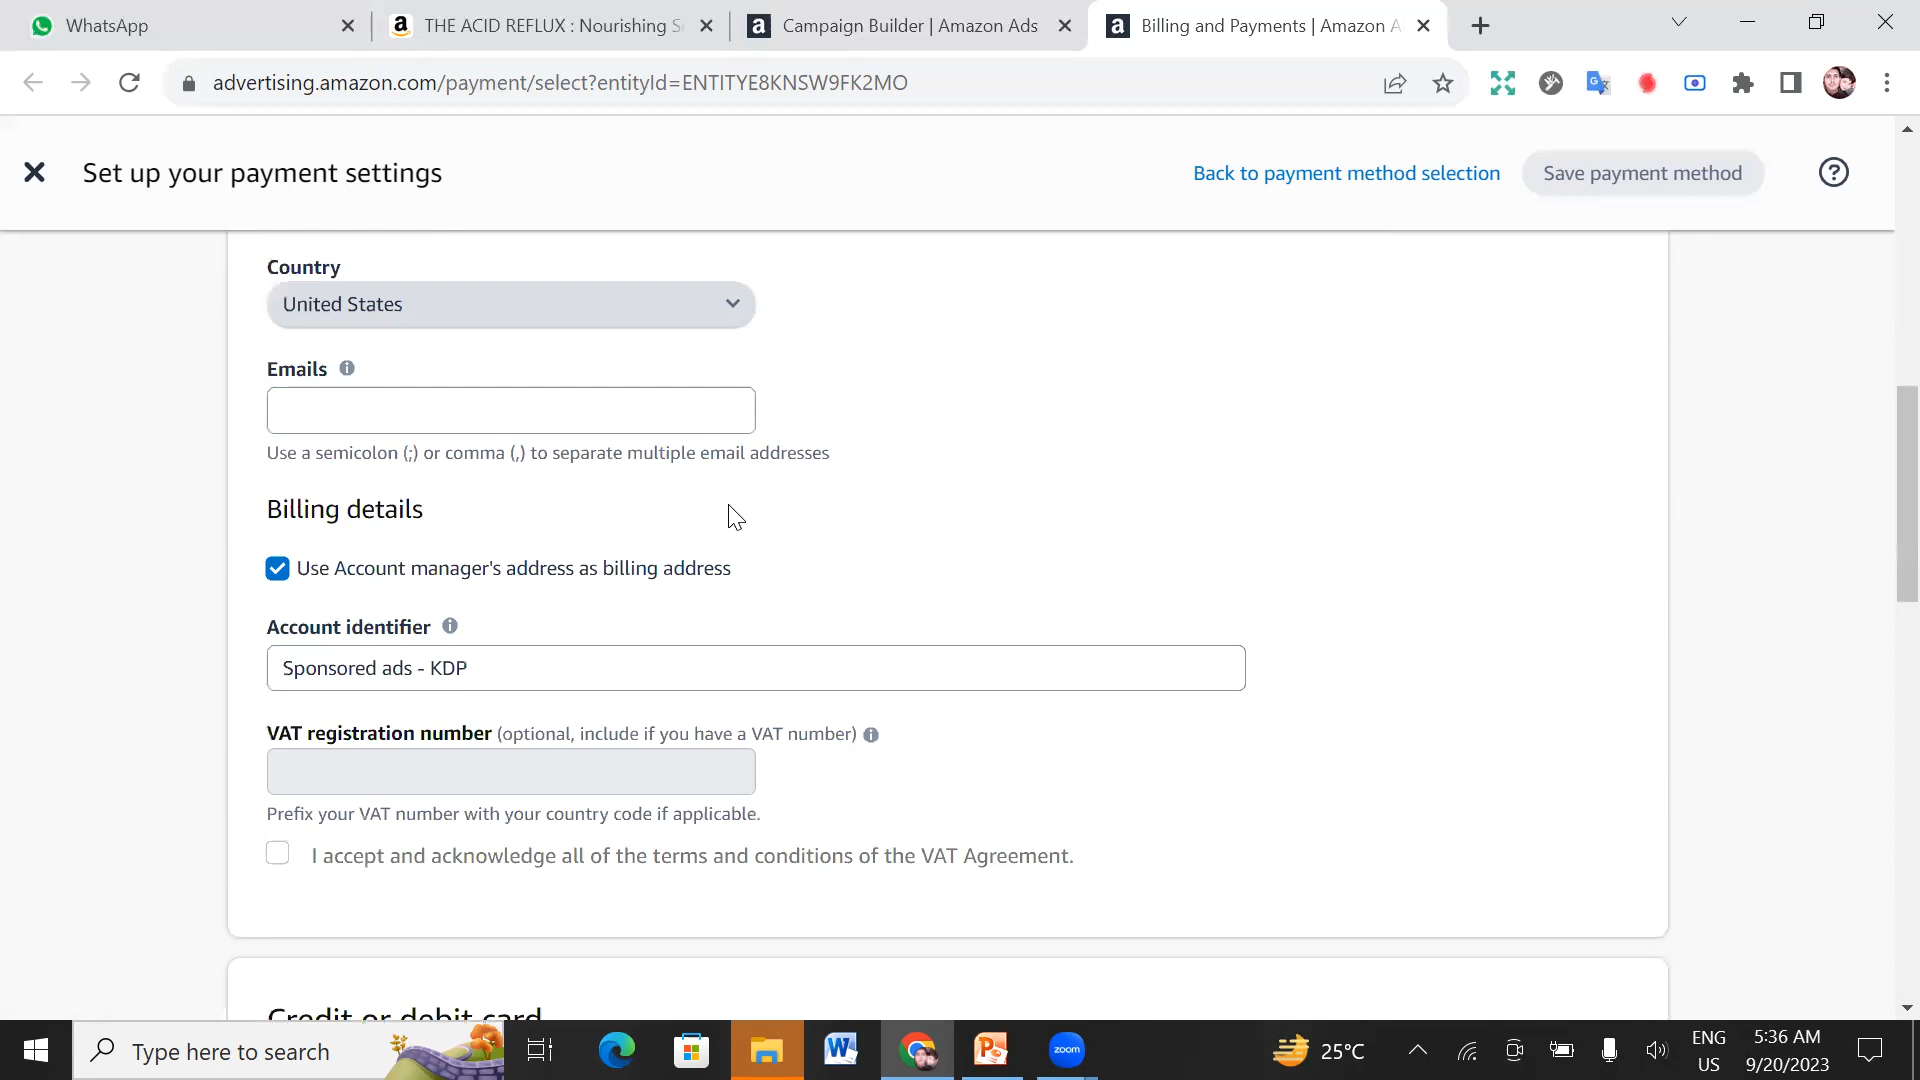 WhatsApp
THE ACID REFLUX : Nourishing S
Campaign Builder | Amazon Ads
Billing and Payments | Amazon A
advertising.amazon.com/payment/select?entityId=ENTITYE8KNSW9FK2MO
Set up your payment settings
Back to payment method selection
Save payment method
Country
United States
Emails
Use a semicolon (;) or comma (,) to separate multiple email addresses
Billing details
Use Account manager's address as billing address
Account identifier
Sponsored ads - KDP
VAT registration number (optional, include if you have a VAT number)
Prefix your VAT number with your country code if applicable.
I accept and acknowledge all of the terms and conditions of the VAT Agreement.
Credit or debit card
Type here to search
zoom
25°C
ENG
US
5:36 AM
9/20/2023